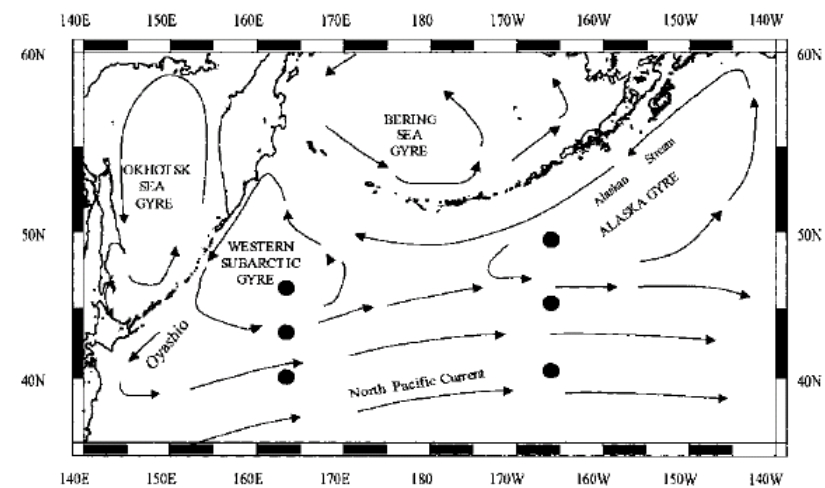 140E 150E 160E 170E 180 170W 160W 150W 140W
60N 60N
BERING
SEA
GYRE
OKHOTSK
SEA
GYRE
Alaskan Stream
ALASKA GYRE
50N 50N
WESTERN
SUBARCTIC
GYRE
Oyashio
North Pacific Current
40N 40N
140E 150E 160E 170E 180 170W 160W 150W 140W